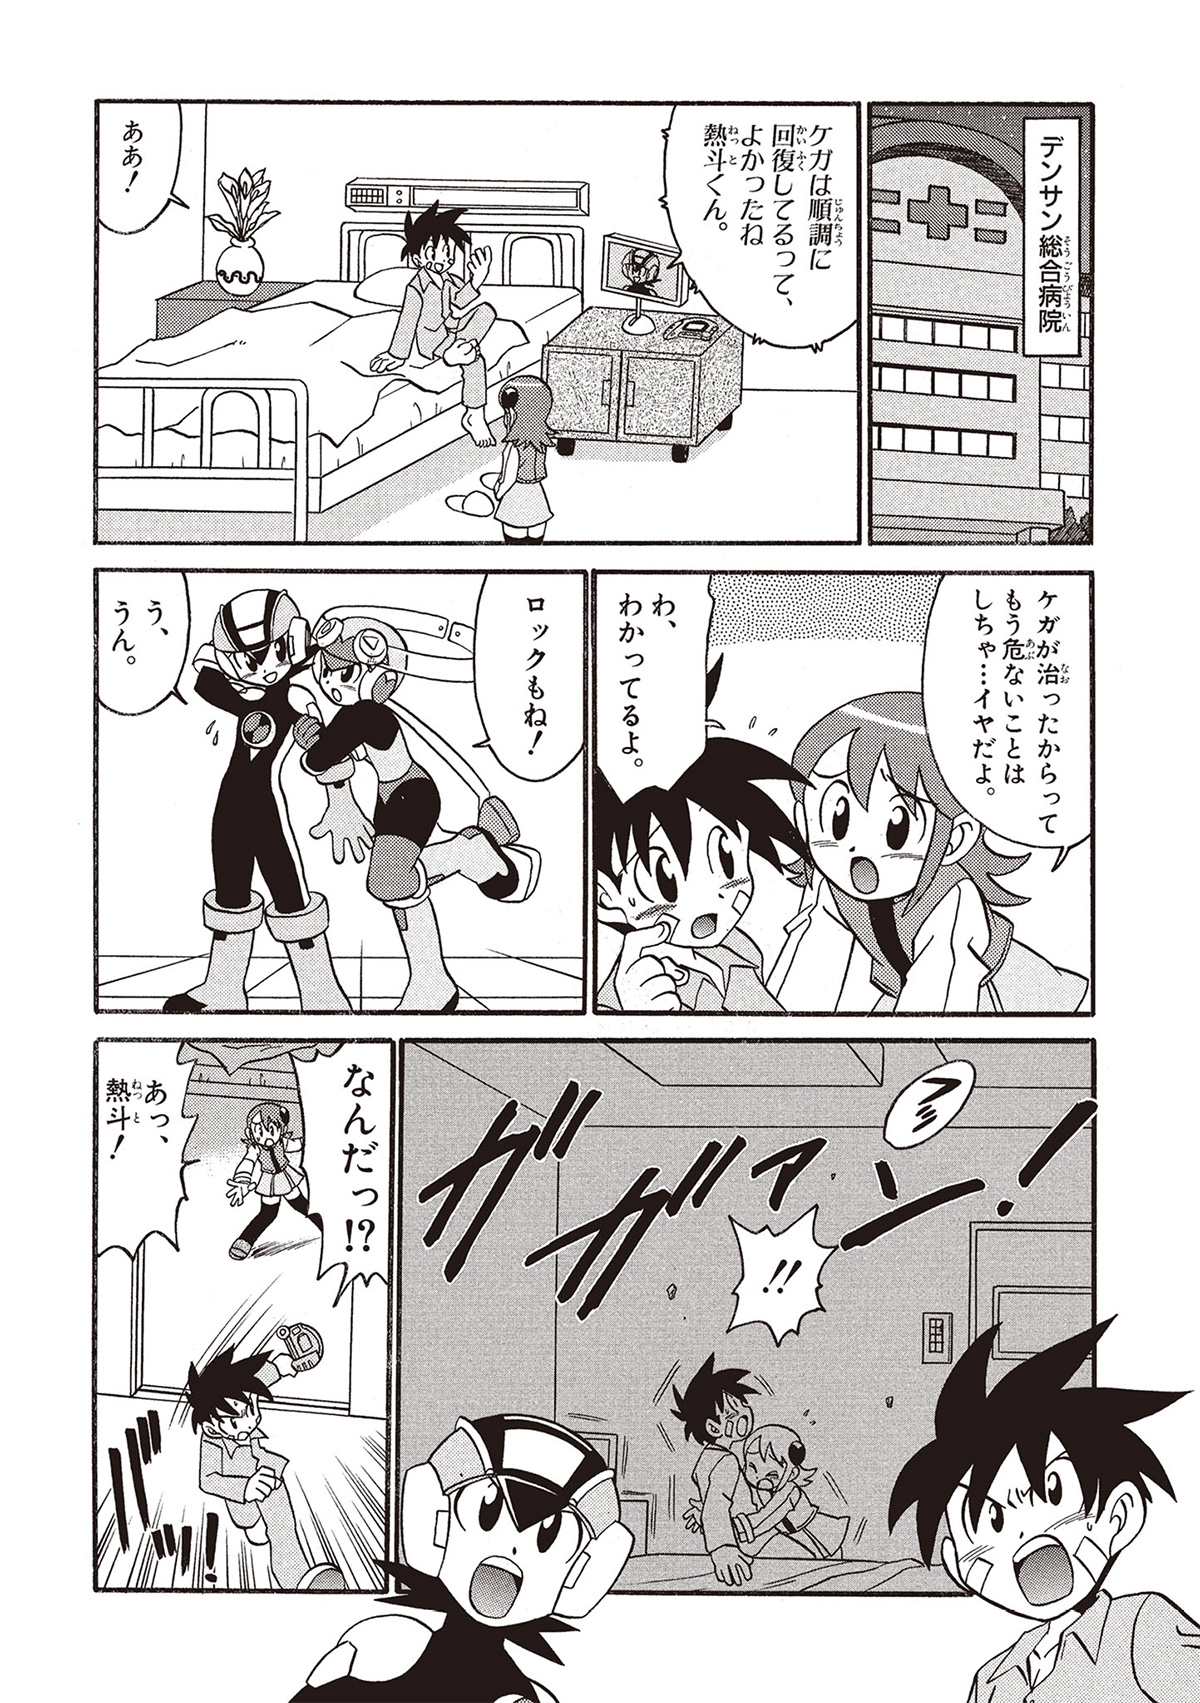 デンサン総合病院
ケガは順調に
回復してるって、
よかったね
熱斗くん。
ああ！
ケガが治ったからって
もう危ないことは
しちゃ…イヤだよ。
わ、
わかってるよ。
ロックもね！
う、
うん。
ガガァン！
フッ
!!
なんだっ!?
あっ、
熱斗！